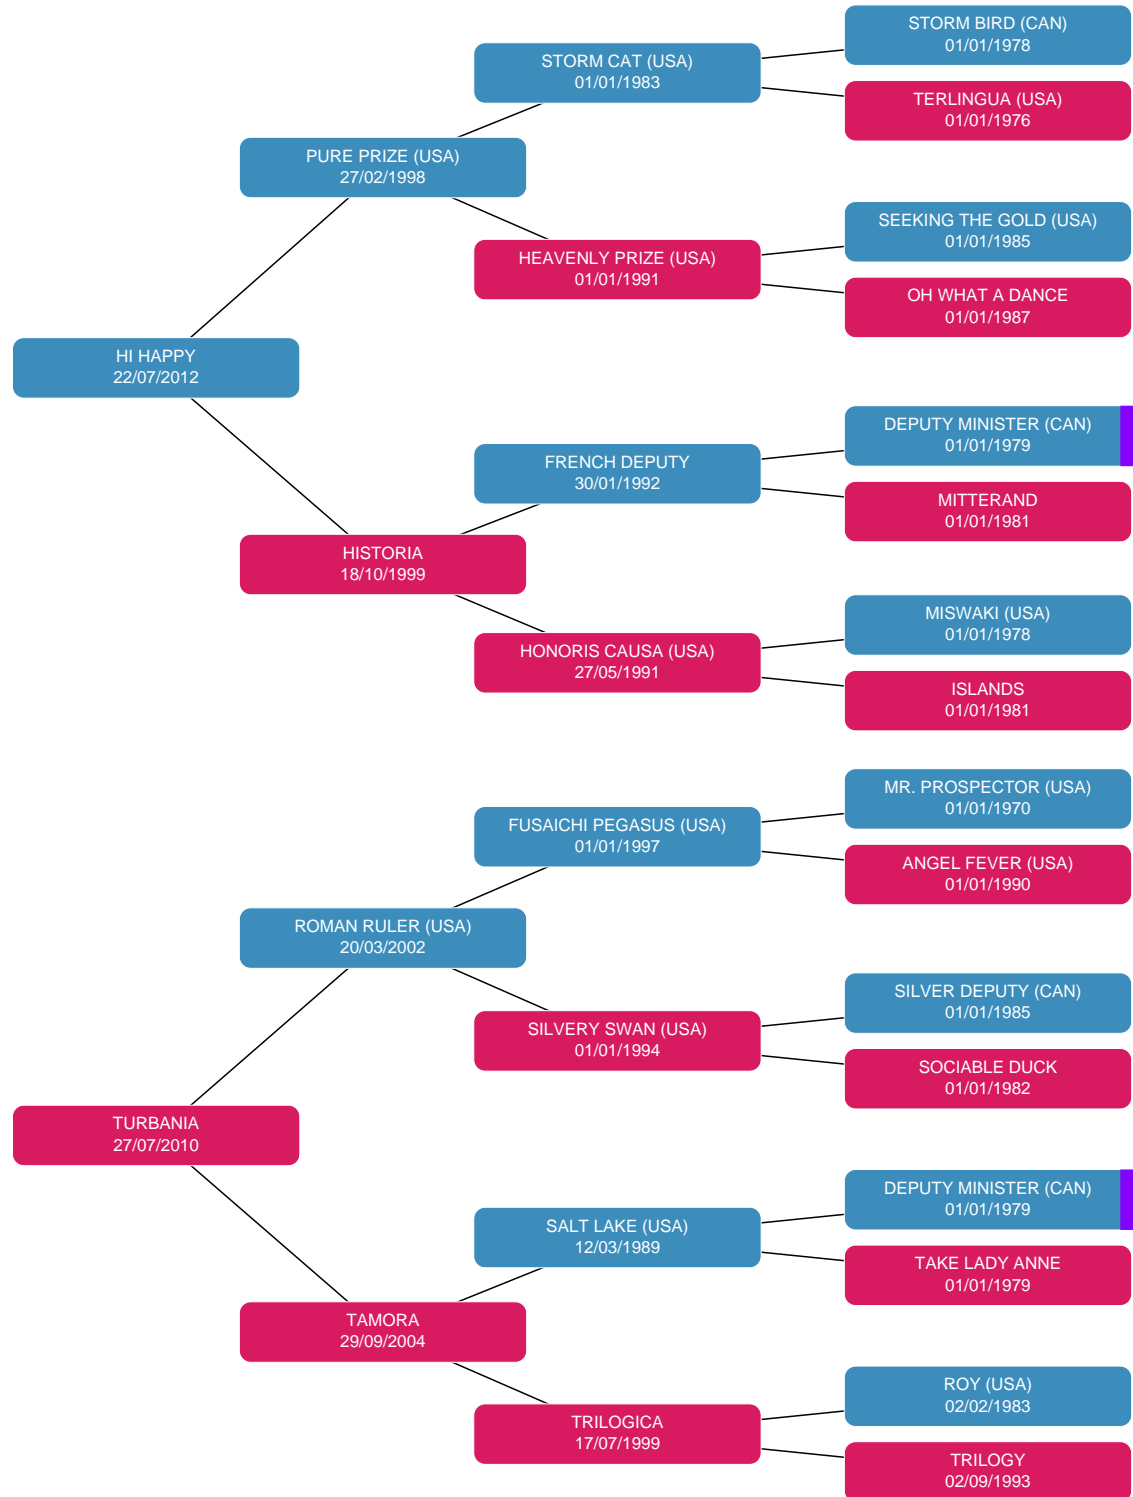 STORM BIRD (CAN)
01/01/1978
STORM CAT (USA)
01/01/1983
TERLINGUA (USA)
01/01/1976
PURE PRIZE (USA)
27/02/1998
SEEKING THE GOLD (USA)
01/01/1985
HEAVENLY PRIZE (USA)
01/01/1991
OH WHAT A DANCE
01/01/1987
HI HAPPY
22/07/2012
DEPUTY MINISTER (CAN)
01/01/1979
FRENCH DEPUTY
30/01/1992
MITTERAND
01/01/1981
HISTORIA
18/10/1999
MISWAKI (USA)
01/01/1978
HONORIS CAUSA (USA)
27/05/1991
ISLANDS
01/01/1981
MR. PROSPECTOR (USA)
01/01/1970
FUSAICHI PEGASUS (USA)
01/01/1997
ANGEL FEVER (USA)
01/01/1990
ROMAN RULER (USA)
20/03/2002
SILVER DEPUTY (CAN)
01/01/1985
SILVERY SWAN (USA)
01/01/1994
SOCIABLE DUCK
01/01/1982
TURBANIA
27/07/2010
DEPUTY MINISTER (CAN)
01/01/1979
SALT LAKE (USA)
12/03/1989
TAKE LADY ANNE
01/01/1979
TAMORA
29/09/2004
ROY (USA)
02/02/1983
TRILOGICA
17/07/1999
TRILOGY
02/09/1993